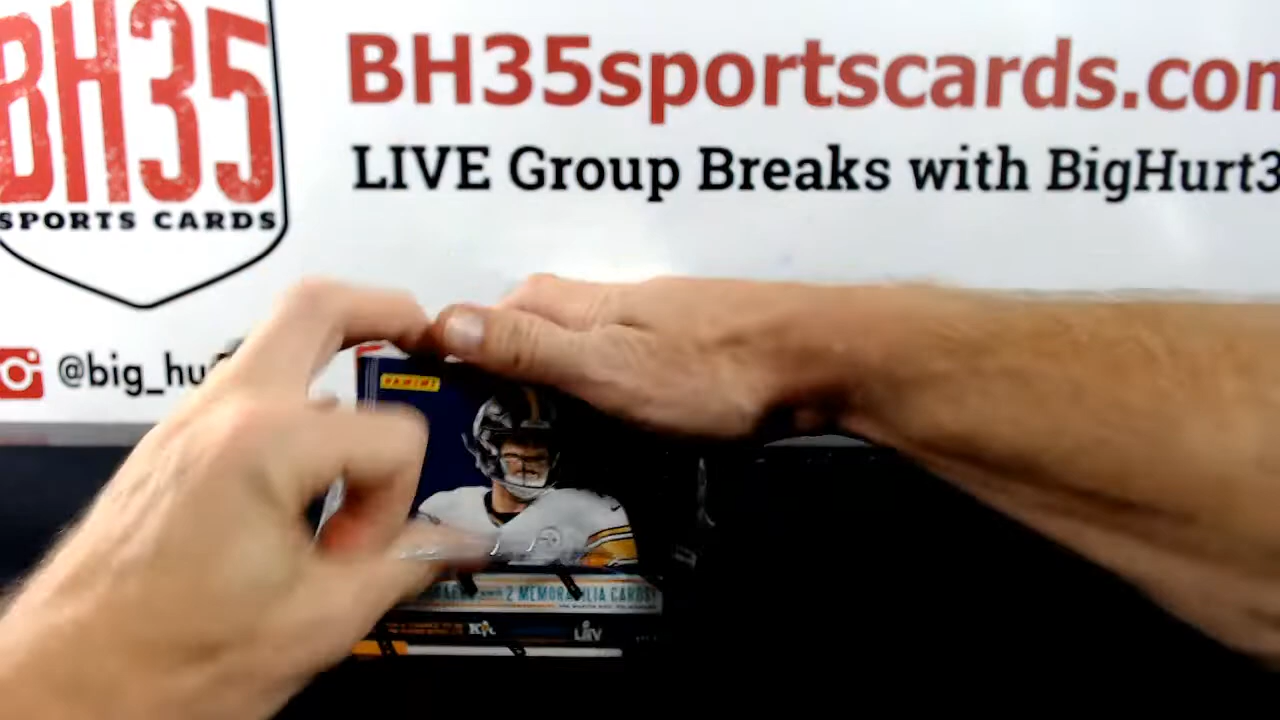 BH35
SPORTS CARDS
BH35sportscards.com
LIVE Group Breaks with BigHurt3
@big_hu
PANINI
2 MEMORABILIA CARDS!
LIV